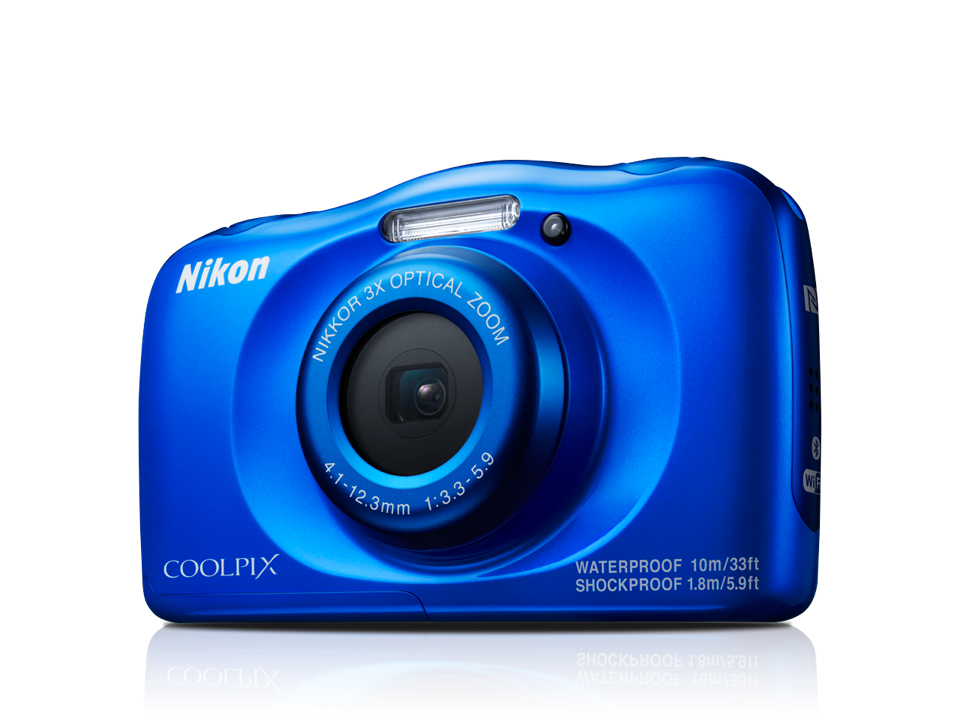 Nikon
NIKKOR 3X OPTICAL ZOOM
4.1-12.3mm 1:3.3-5.9
COOLPIX
WATERPROOF 10m/33ft
SHOCKPROOF 1.8m/5.9ft